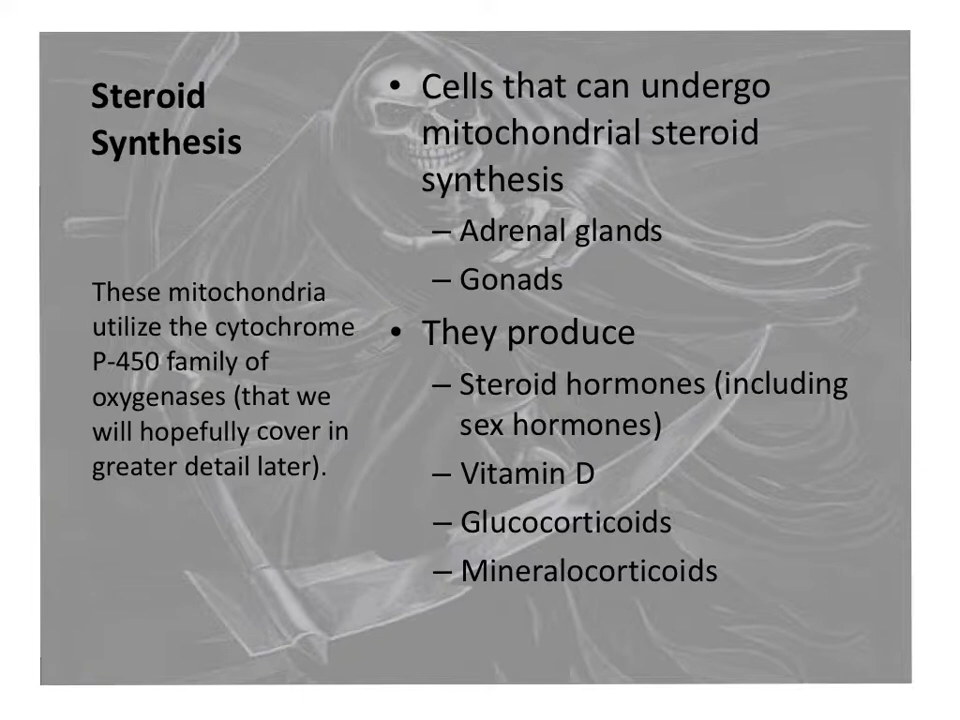 Steroid
Synthesis
These mitochondria
utilize the cytochrome
P-450 family of
oxygenases (that we
will hopefully cover in
greater detail later).
• Cells that can undergo
mitochondrial steroid
synthesis
– Adrenal glands
– Gonads
• They produce
– Steroid hormones (including
sex hormones)
– Vitamin D
– Glucocorticoids
– Mineralocorticoids